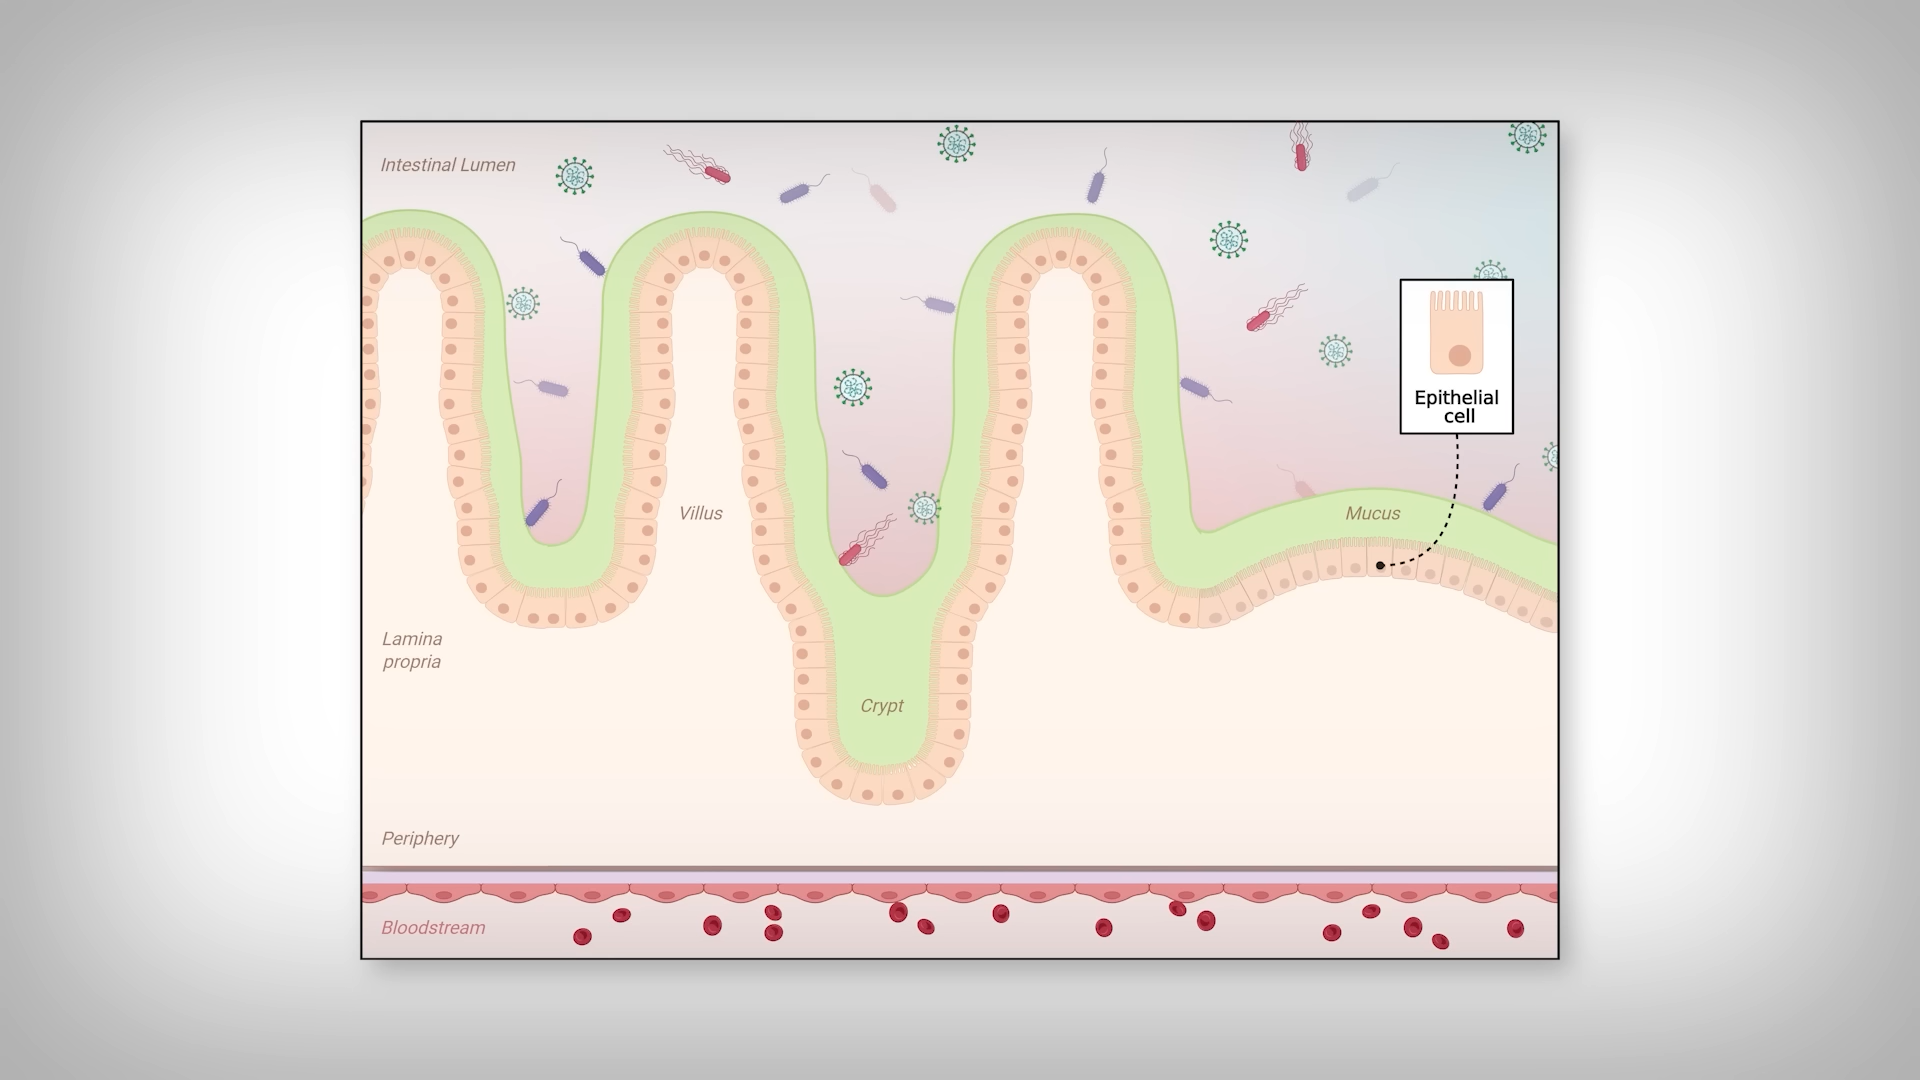 Intestinal Lumen
Epithelial
cell
Villus
Mucus
Lamina
propria
Crypt
Periphery
Bloodstream